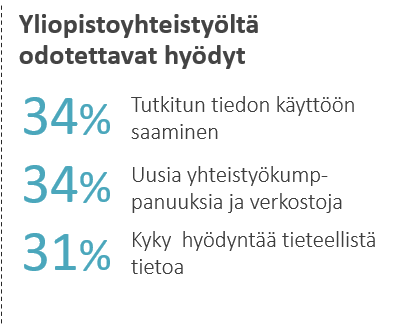 Yliopistoyhteistyöltä
odotettavat hyödyt
34% Tutkitun tiedon käyttöön
saaminen
34% Uusia yhteistyökump-
panuuksia ja verkostoja
31% Kyky hyödyntää tieteellistä
tietoa